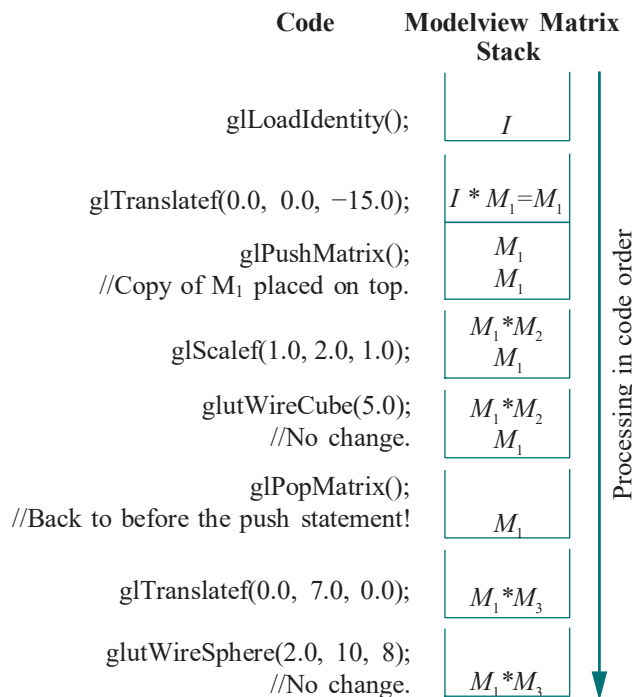 Code Modelview Matrix
Stack
glLoadIdentity(); I
glTranslatef(0.0, 0.0, −15.0); I * M₁=M₁
glPushMatrix(); M₁
//Copy of M₁ placed on top. M₁
M₁*M₂
glScalef(1.0, 2.0, 1.0); M₁
glutWireCube(5.0); M₁*M₂
//No change. M₁
glPopMatrix();
//Back to before the push statement! M₁
glTranslatef(0.0, 7.0, 0.0); M₁*M₃
glutWireSphere(2.0, 10, 8);
//No change. M₁*M₃
Processing in code order